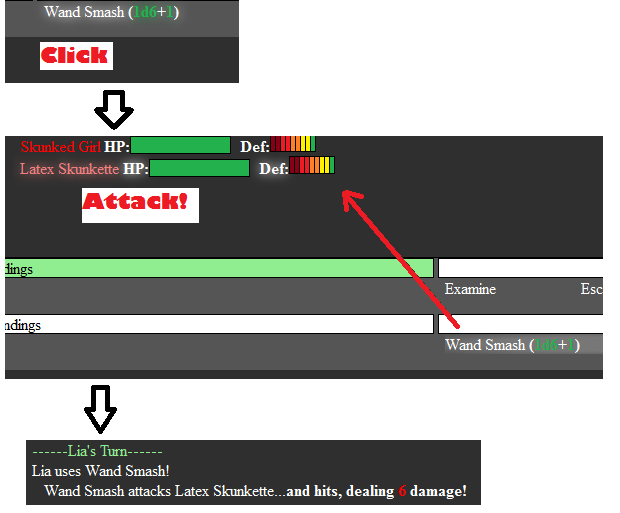 Wand Smash (1d6+1)
Click
Skunked Girl HP: Def:
Latex Skunkette HP: Def:
Attack!
dings
Examine Esc
ndings
Wand Smash (1d6+1)
------Lia's Turn------
Lia uses Wand Smash!
Wand Smash attacks Latex Skunkette...and hits, dealing 6 damage!